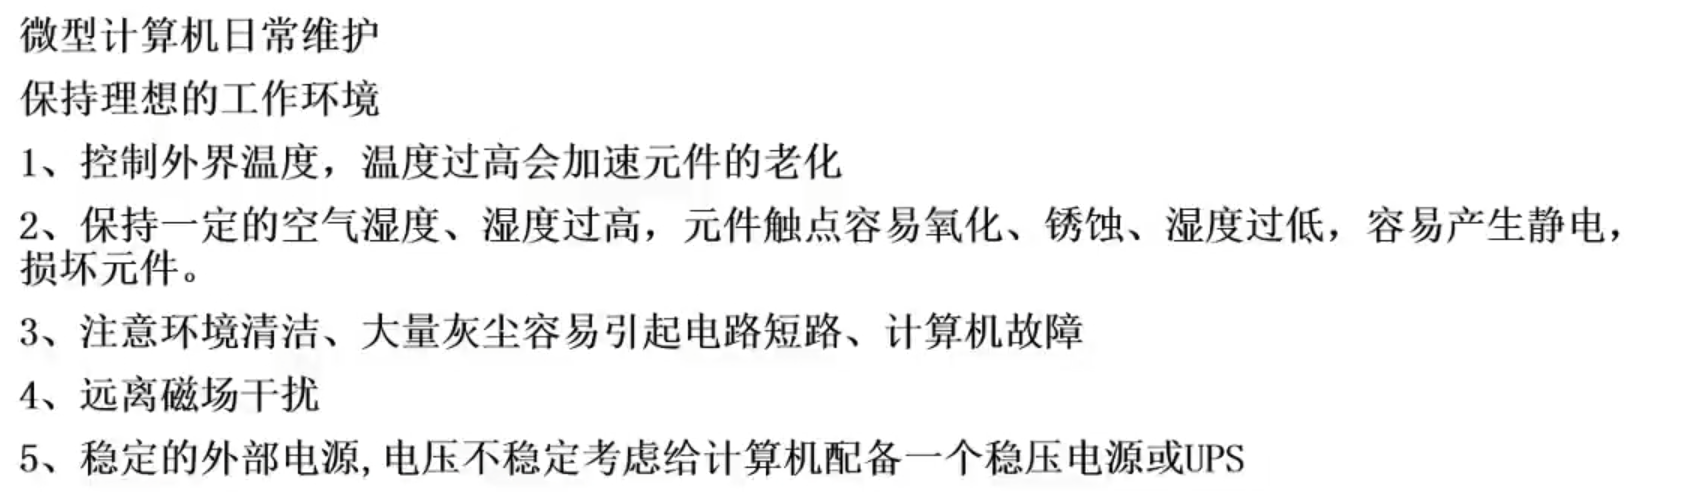 微型计算机日常维护
保持理想的工作环境
1、控制外界温度，温度过高会加速元件的老化
2、保持一定的空气湿度、湿度过高，元件触点容易氧化、锈蚀、湿度过低，容易产生静电，
损坏元件。
3、注意环境清洁、大量灰尘容易引起电路短路、计算机故障
4、远离磁场干扰
5、稳定的外部电源,电压不稳定考虑给计算机配备一个稳压电源或UPS